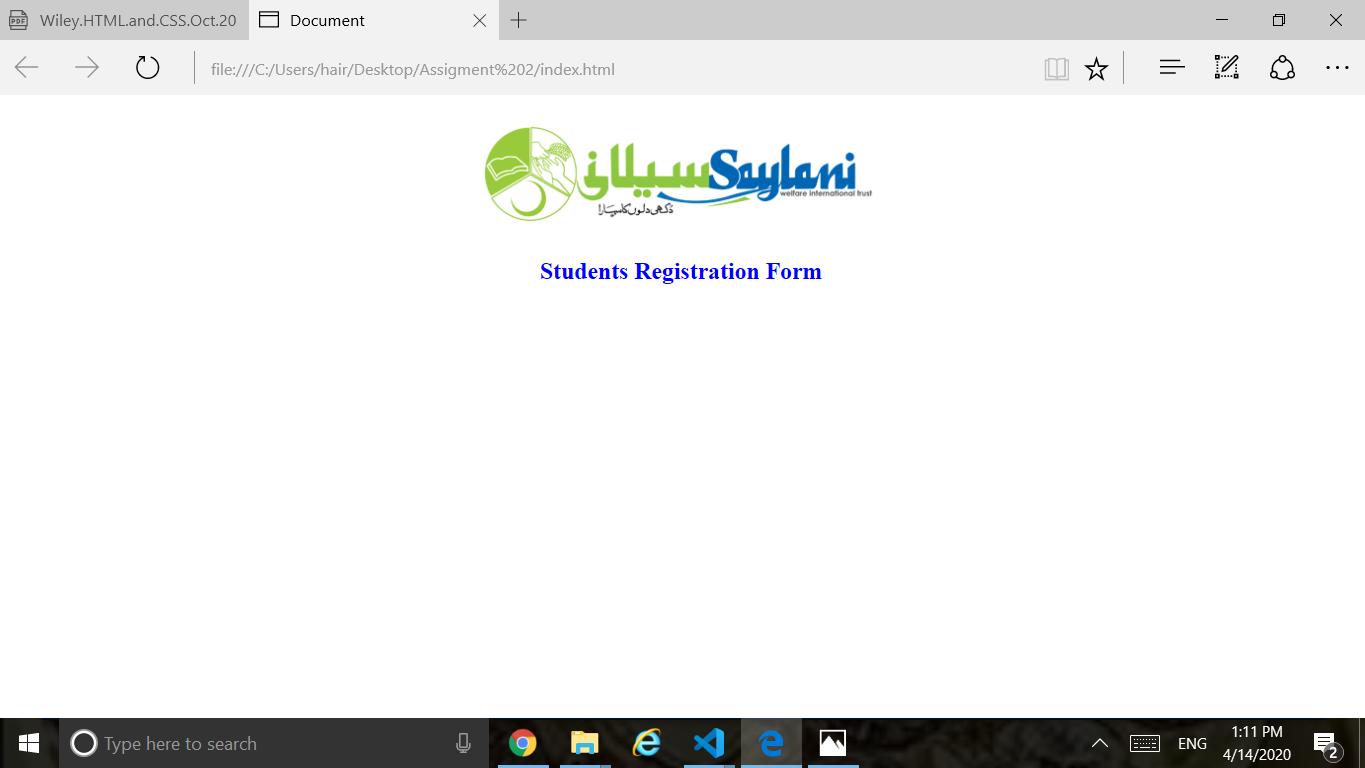 Wiley.HTML.and.CSS.Oct.20
Document
file:///C:/Users/hair/Desktop/Assigment%202/index.html
سیلانی Saylani
welfare international trust
دُکھی دلوں کا سہارا
Students Registration Form
Type here to search
ENG
1:11 PM
4/14/2020
2